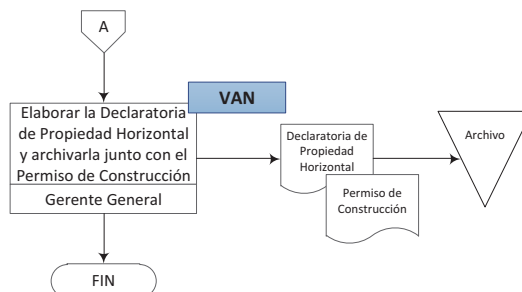 A
VAN
Elaborar la Declaratoria
de Propiedad Horizontal
y archivarla junto con el
Permiso de Construcción
Gerente General
Declaratoria de
Propiedad
Horizontal
Permiso de
Construcción
Archivo
FIN